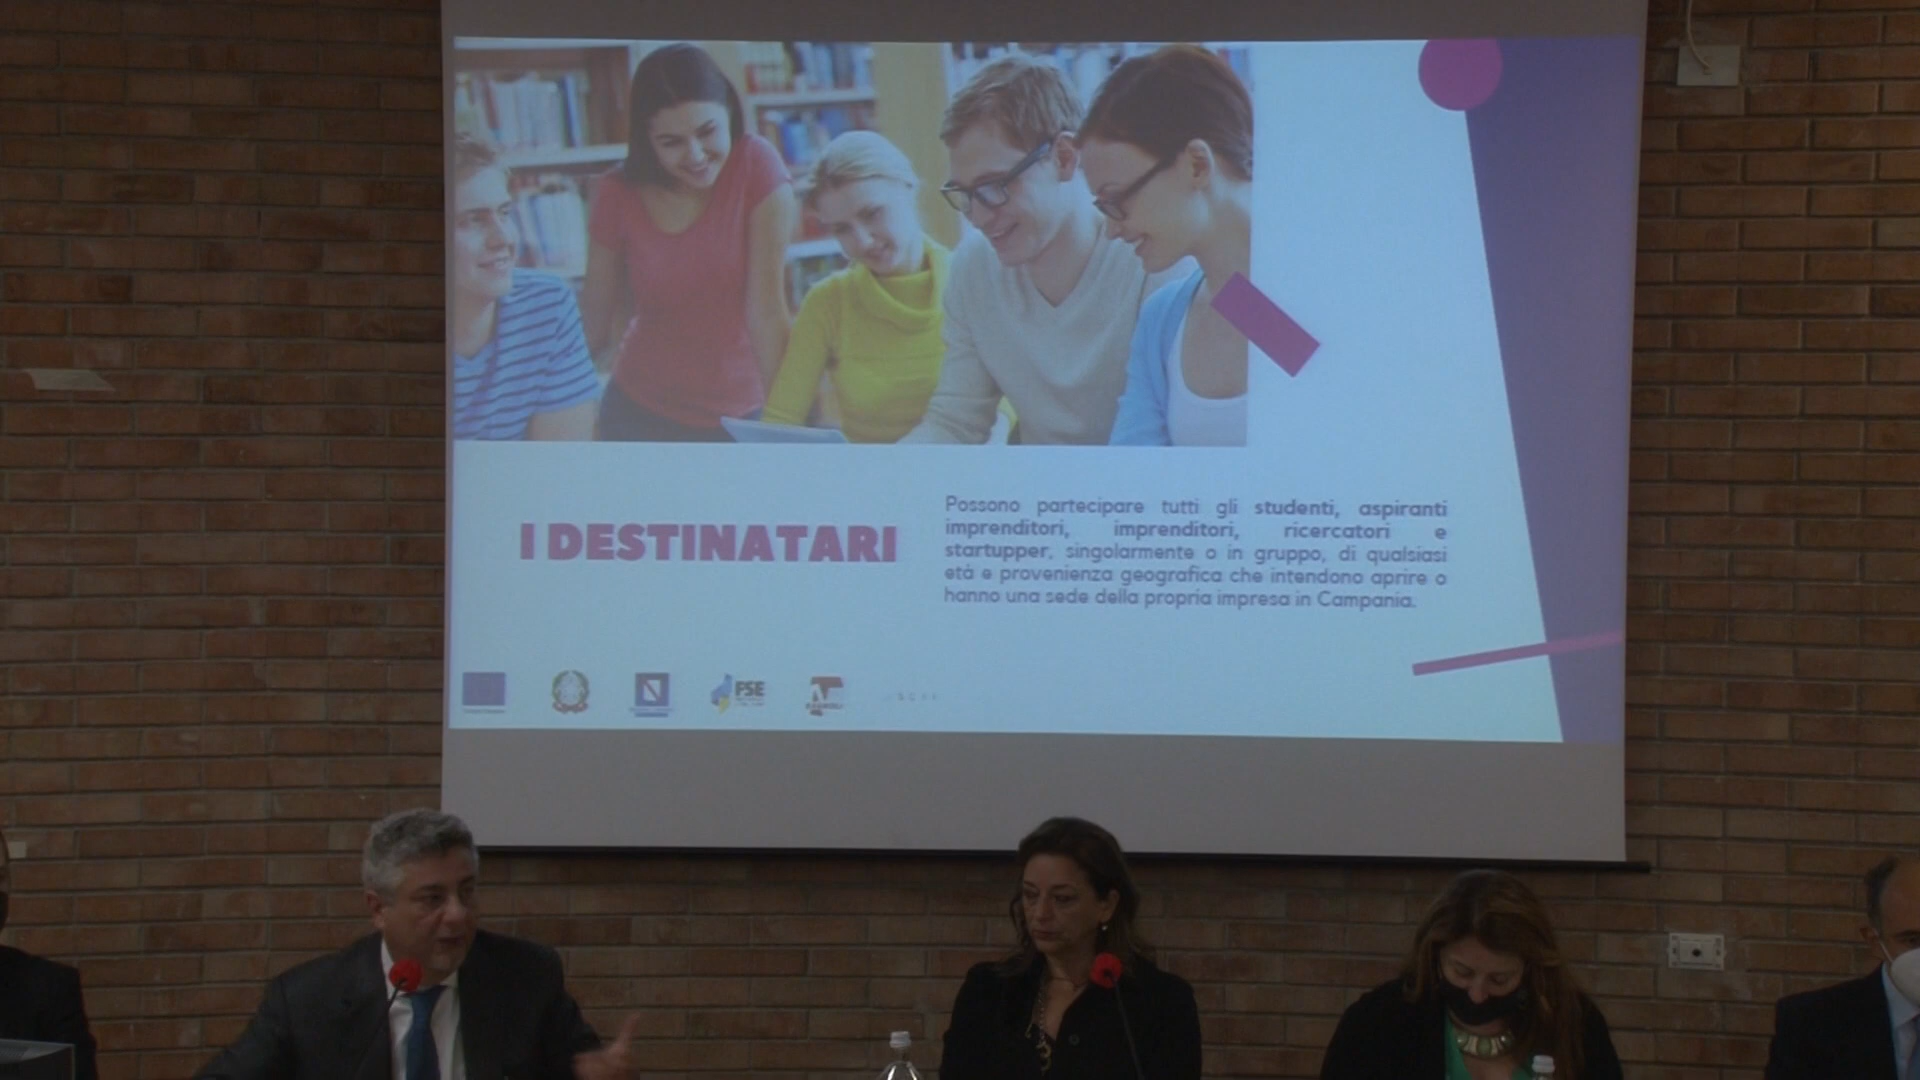 I DESTINATARI
Possono partecipare tutti gli studenti, aspiranti
imprenditori, imprenditori, ricercatori e
startupper, singolarmente o in gruppo, di qualsiasi
età e provenienza geografica che intendono aprire o
hanno una sede della propria impresa in Campania.
FSE